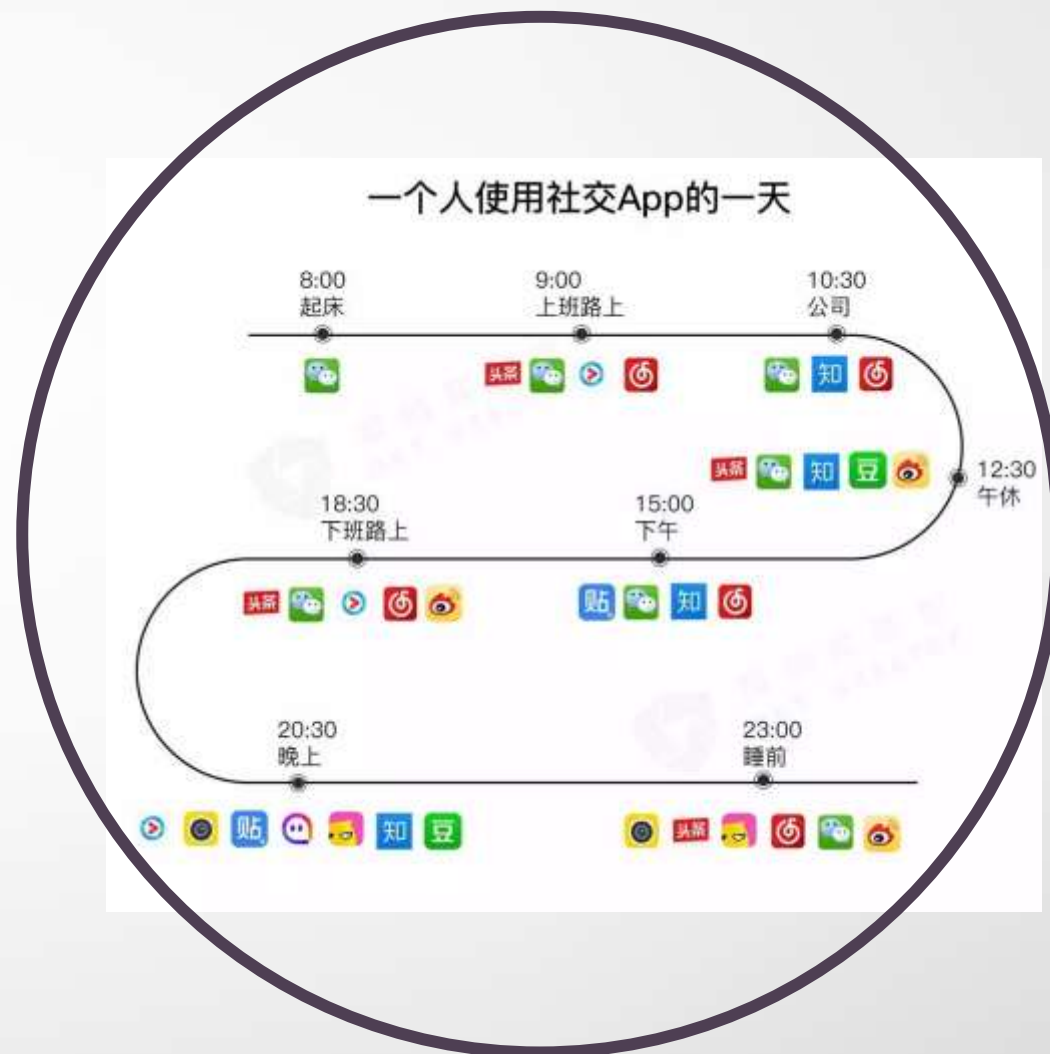 一个人使用社交App的一天
8:00
起床
9:00
上班路上
10:30
公司
头条
知
12:30
午休
头条
知
豆
15:00
下午
贴
知
18:30
下班路上
头条
20:30
晚上
贴
知
豆
23:00
睡前
头条